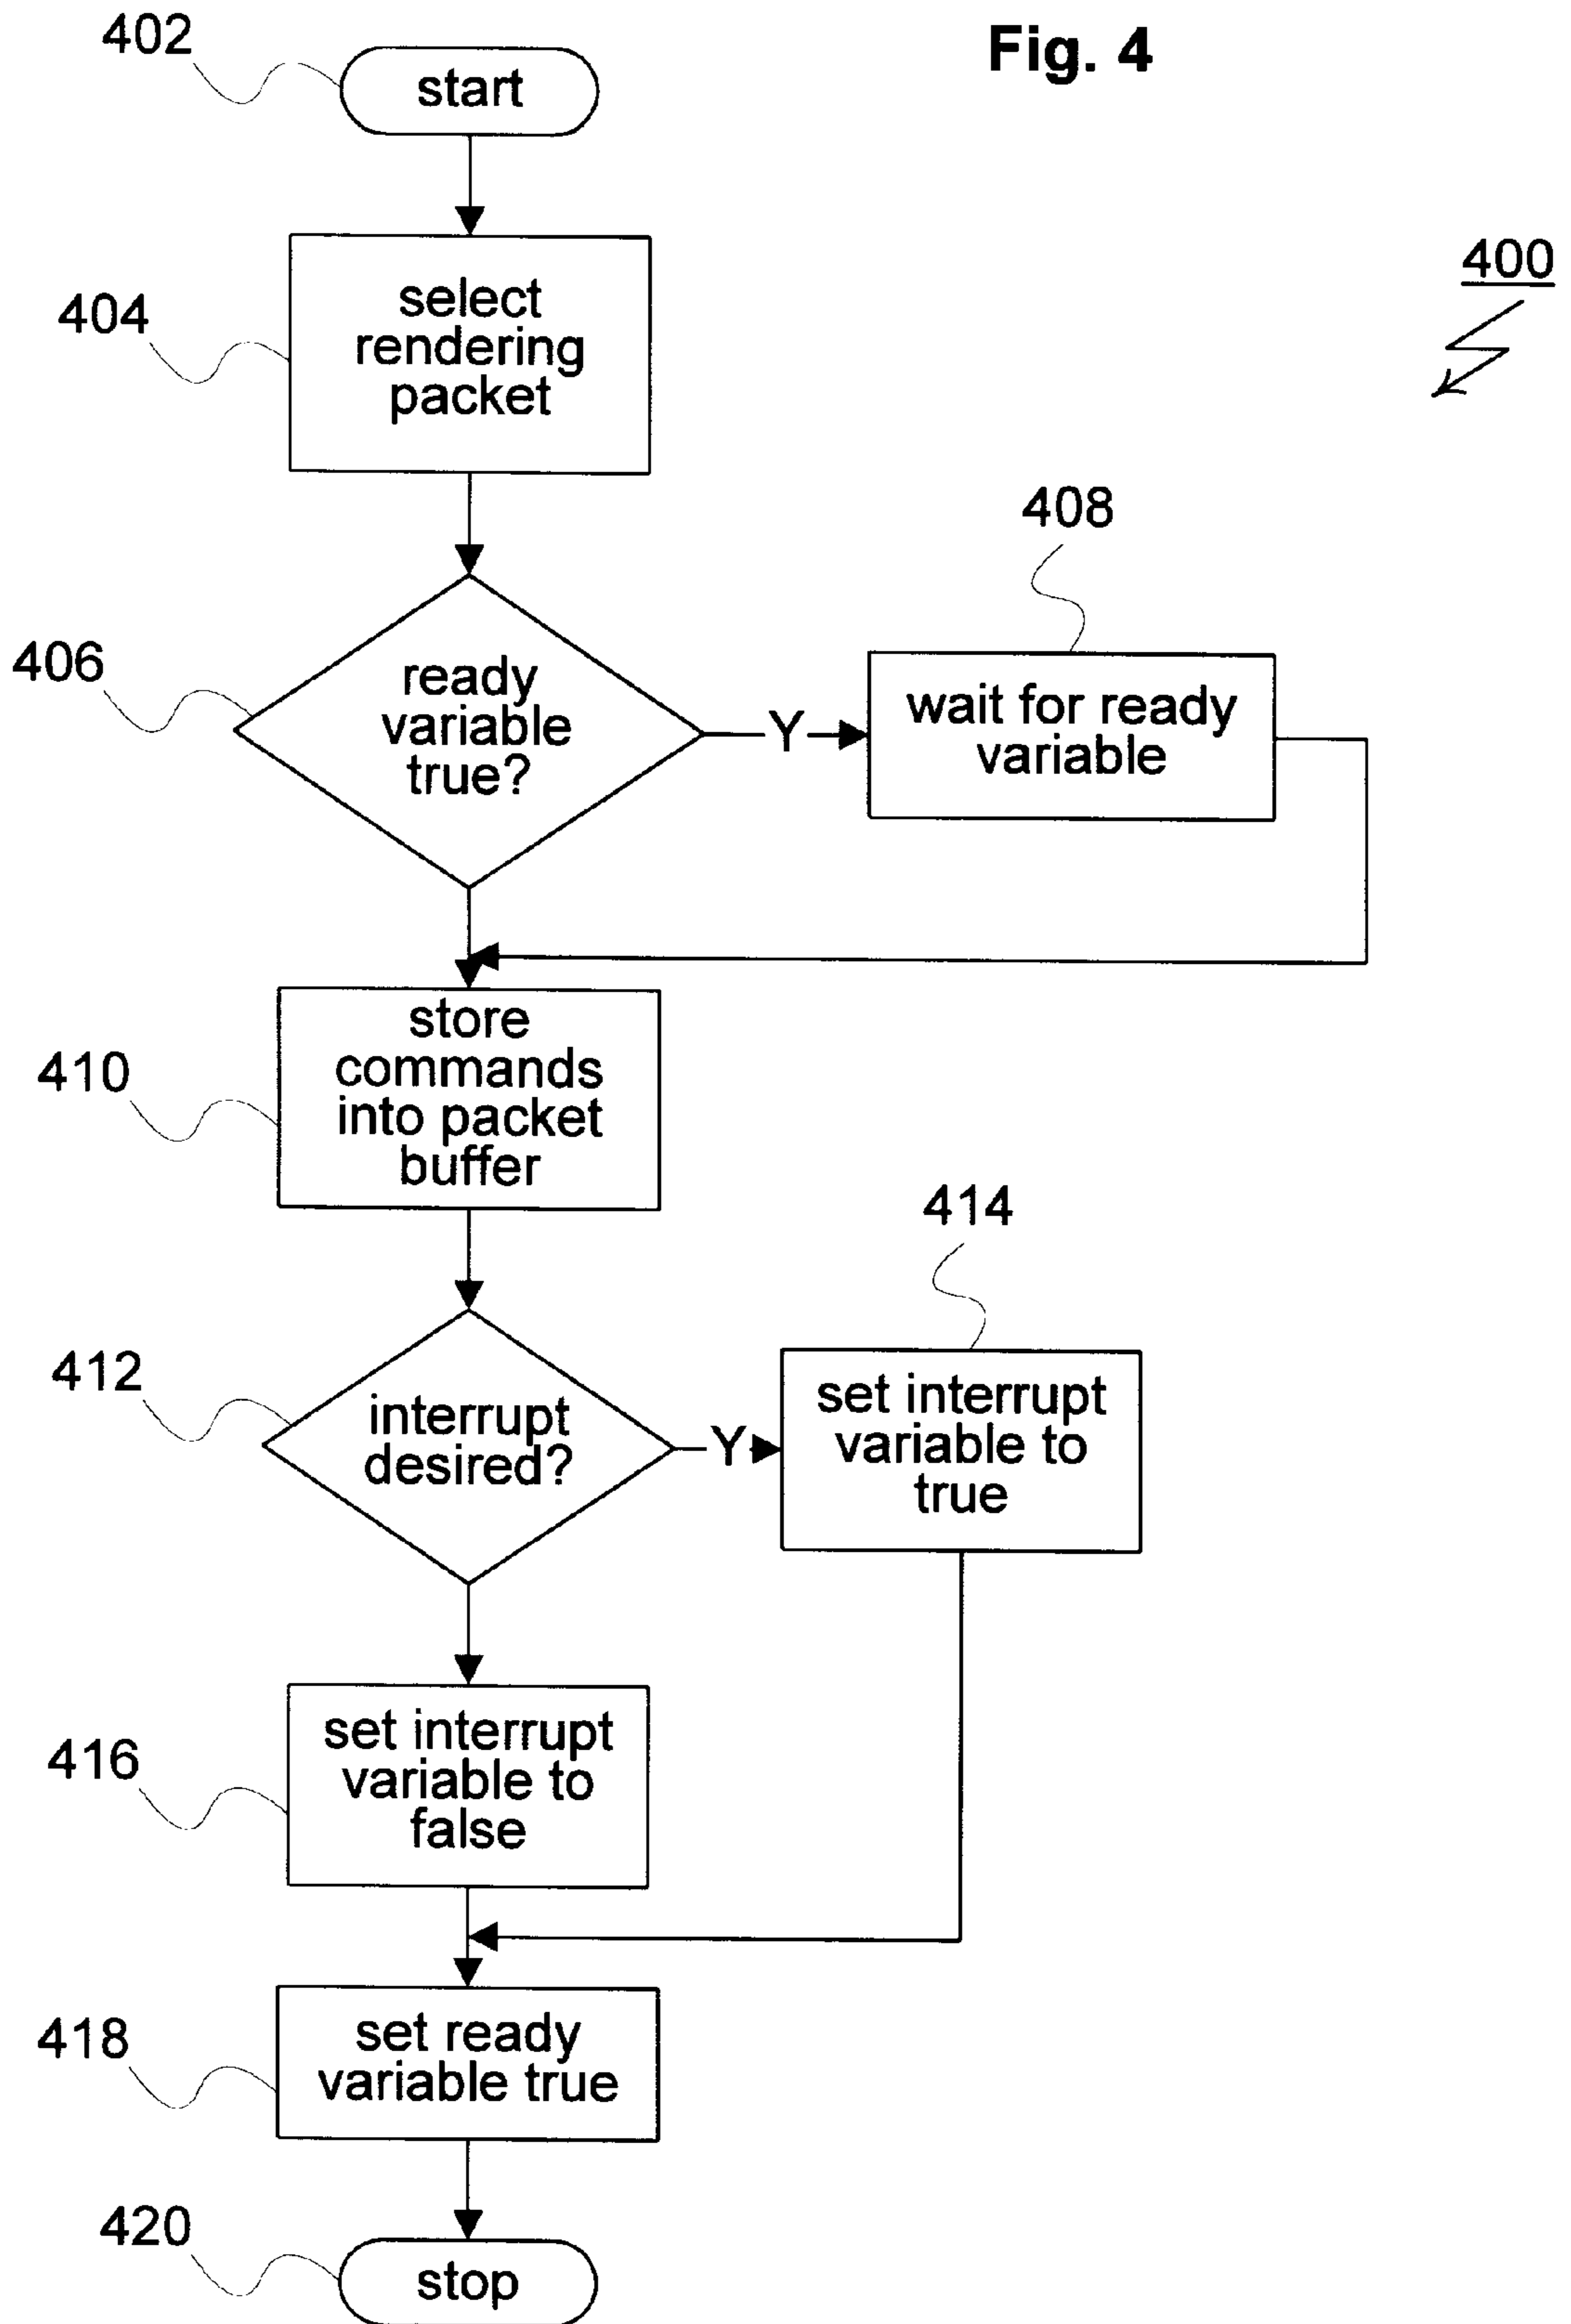 Fig. 4
402
start
400
404
select
rendering
packet
408
406
ready
variable
true?
Y
wait for ready
variable
410
store
commands
into packet
buffer
414
412
interrupt
desired?
Y
set interrupt
variable to
true
416
set interrupt
variable to
false
418
set ready
variable true
420
stop